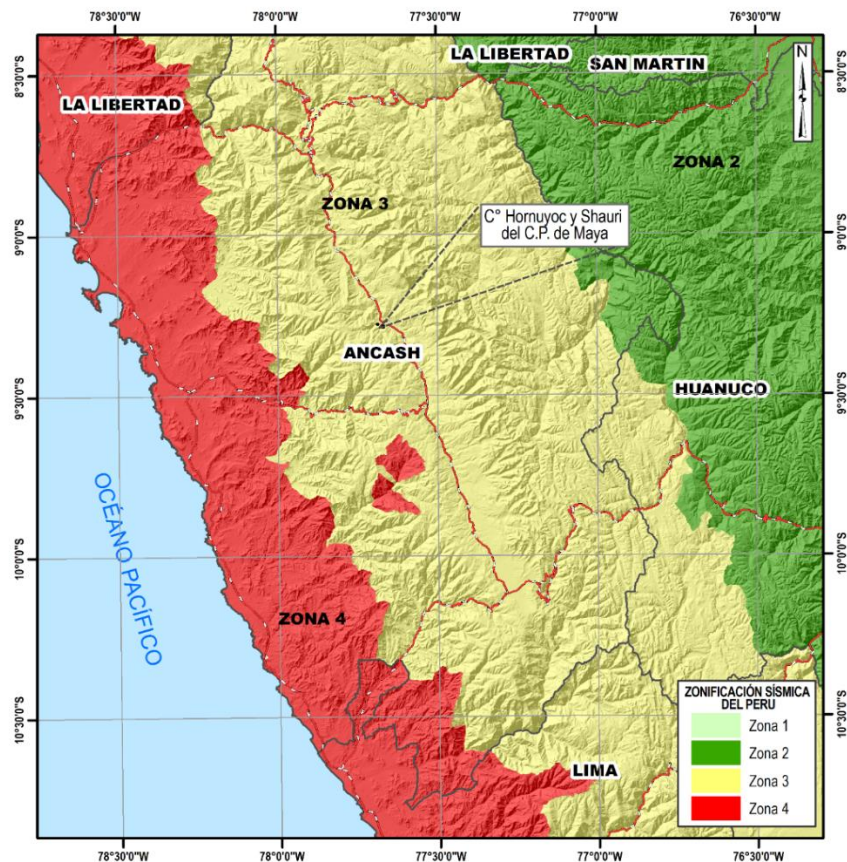 78°30'0"W 78°0'0"W 77°30'0"W 77°0'0"W 76°30'0"W
8°30'0"S
8°30'0"S
LA LIBERTAD
SAN MARTIN
N
LA LIBERTAD
ZONA 2
ZONA 3
C° Hornuyoc y Shauri
del C.P. de Maya
9°0'0"S
9°0'0"S
ANCASH
HUANUCO
9°30'0"S
9°30'0"S
OCÉANO PACÍFICO
10°0'0"S
10°0'0"S
ZONA 4
10°30'0"S
10°30'0"S
LIMA
ZONIFICACIÓN SÍSMICA
DEL PERU
Zona 1
Zona 2
Zona 3
Zona 4
78°30'0"W 78°0'0"W 77°30'0"W 77°0'0"W 76°30'0"W